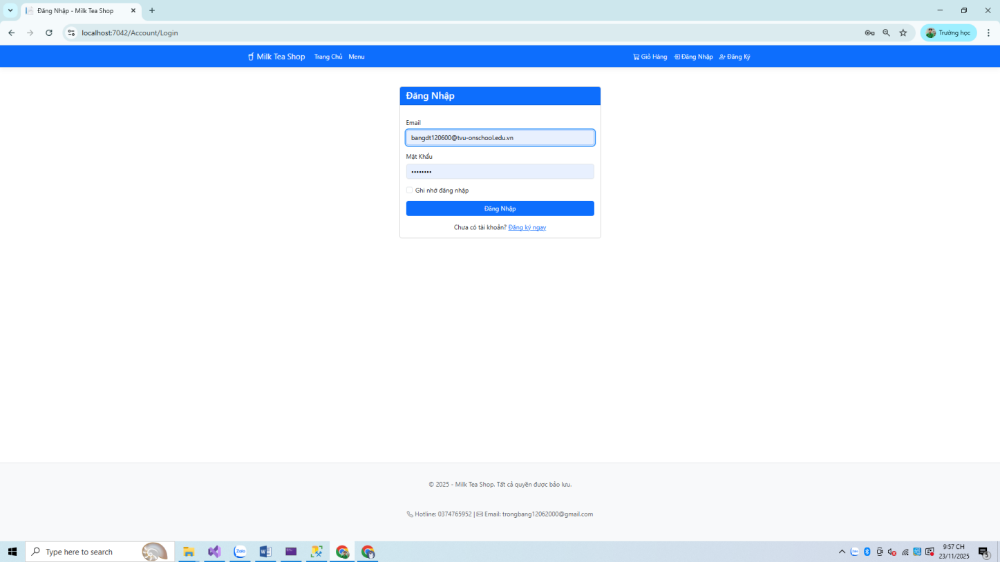 Đăng Nhập - Milk Tea Shop
localhost:7042/Account/Login
Trường học
Milk Tea Shop Trang Chủ Menu Giỏ Hàng Đăng Nhập Đăng Ký
Đăng Nhập
Email
bangdt120600@tvu-onschool.edu.vn
Mật Khẩu
••••••••
Ghi nhớ đăng nhập
Đăng Nhập
Chưa có tài khoản? Đăng ký ngay
© 2025 - Milk Tea Shop. Tất cả quyền được bảo lưu.
Hotline: 0374765952 | Email: trongbang12062000@gmail.com
Type here to search
Zalo
Zalo
9:57 CH
23/11/2025
5